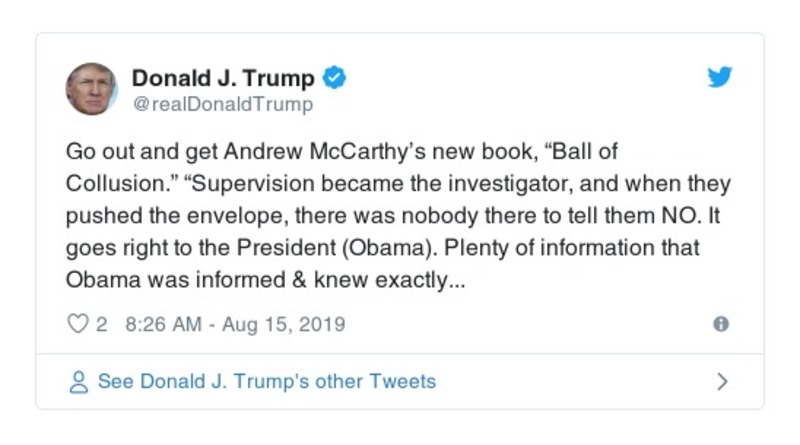 Donald J. Trump
@realDonaldTrump
Go out and get Andrew McCarthy’s new book, “Ball of
Collusion.” “Supervision became the investigator, and when they
pushed the envelope, there was nobody there to tell them NO. It
goes right to the President (Obama). Plenty of information that
Obama was informed & knew exactly...
2 8:26 AM - Aug 15, 2019
See Donald J. Trump's other Tweets